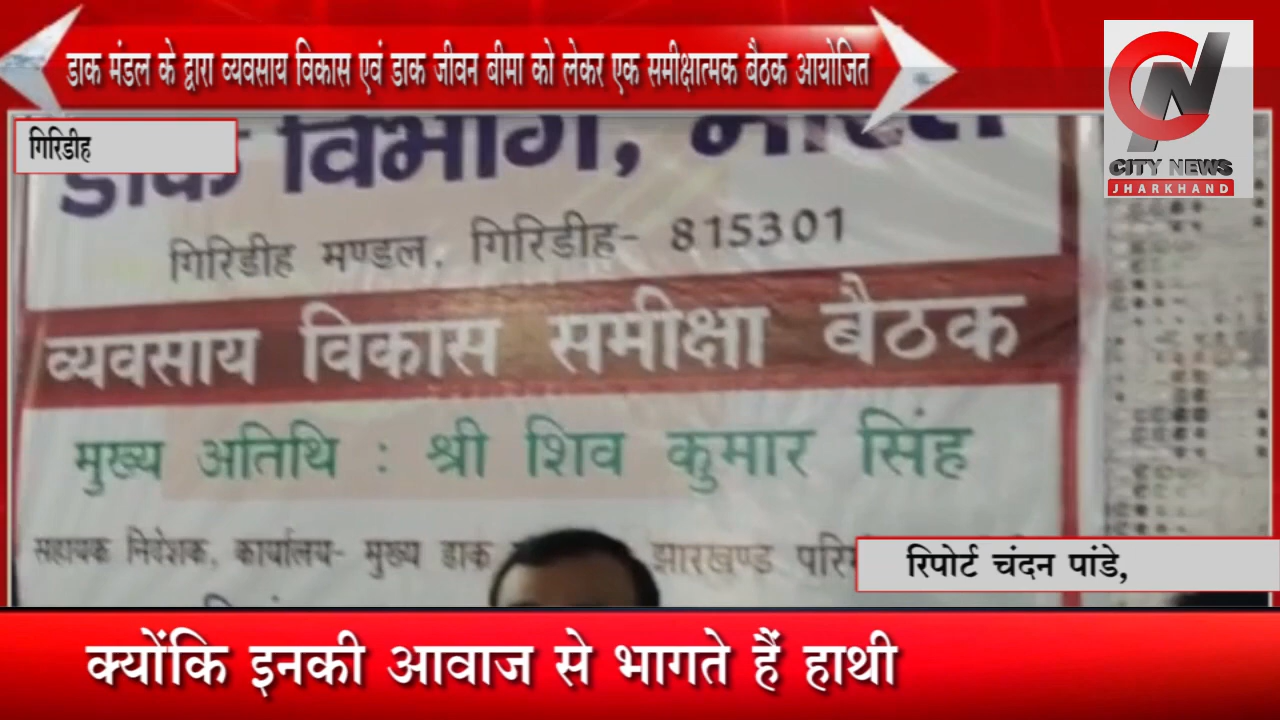 डाक मंडल के द्वारा व्यवसाय विकास एवं डाक जीवन बीमा को लेकर एक समीक्षात्मक बैठक आयोजित
CITY NEWS
JHARKHAND
गिरिडीह
डाक विभाग, भारत
गिरिडीह मण्डल, गिरिडीह- 815301
व्यवसाय विकास समीक्षा बैठक
मुख्य अतिथि : श्री शिव कुमार सिंह
सहायक निदेशक, कार्यालय- मुख्य डाक झारखण्ड
रिपोर्ट चंदन पांडे,
क्योंकि इनकी आवाज से भागते हैं हाथी